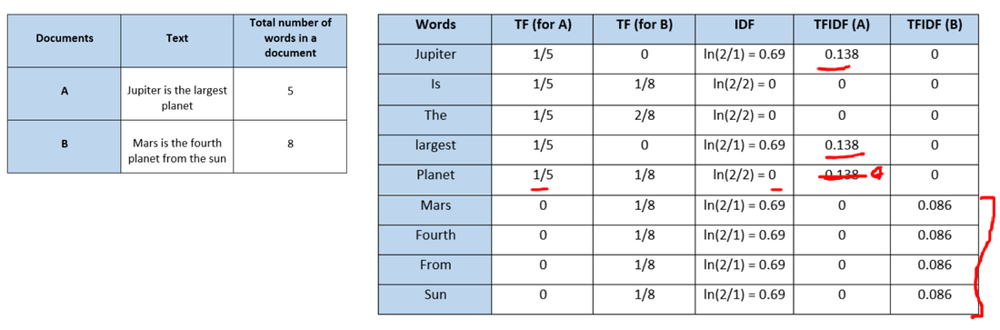 Documents Text Total number of
words in a
document
A Jupiter is the largest
planet 5
B Mars is the fourth
planet from the sun 8
Words TF (for A) TF (for B) IDF TFIDF (A) TFIDF (B)
Jupiter 1/5 0 ln(2/1) = 0.69 0.138 0
Is 1/5 1/8 ln(2/2) = 0 0 0
The 1/5 2/8 ln(2/2) = 0 0 0
largest 1/5 0 ln(2/1) = 0.69 0.138 0
Planet 1/5 1/8 ln(2/2) = 0 0.138 0
Mars 0 1/8 ln(2/1) = 0.69 0 0.086
Fourth 0 1/8 ln(2/1) = 0.69 0 0.086
From 0 1/8 ln(2/1) = 0.69 0 0.086
Sun 0 1/8 ln(2/1) = 0.69 0 0.086